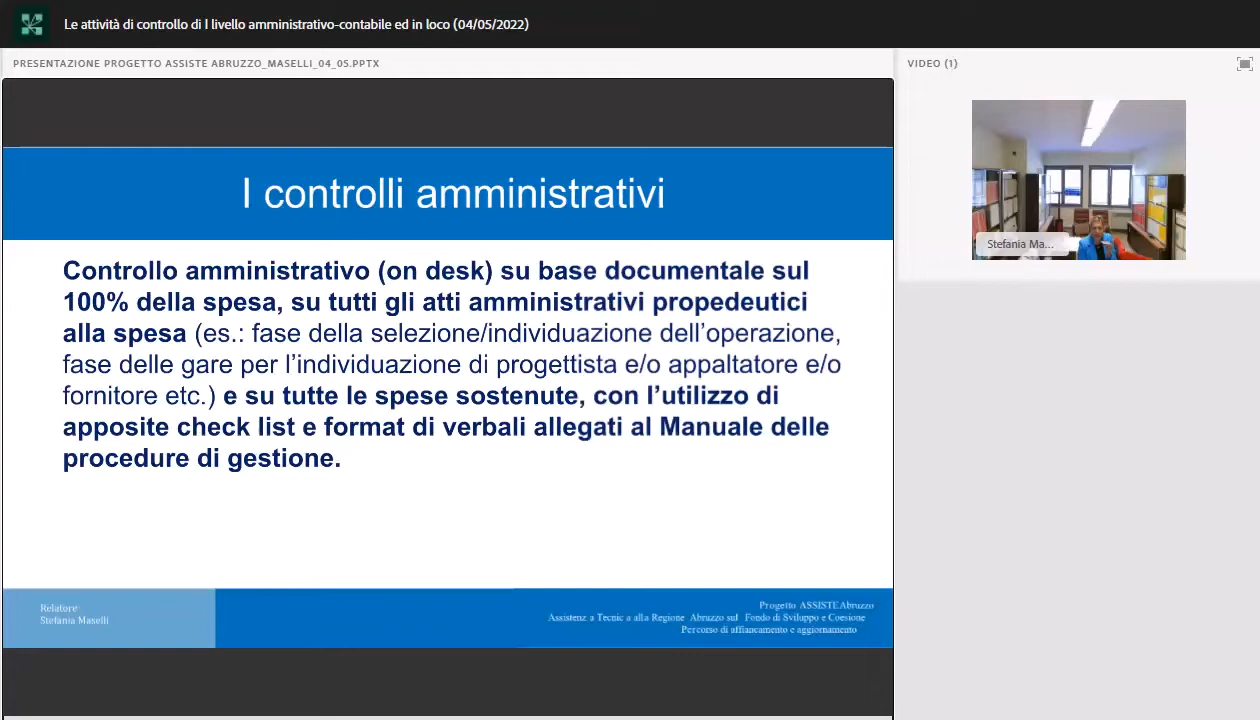 Le attività di controllo di I livello amministrativo-contabile ed in loco (04/05/2022)
PRESENTAZIONE PROGETTO ASSISTE ABRUZZO_MASELLI_04_05.PPTX
VIDEO (1)
I controlli amministrativi
Controllo amministrativo (on desk) su base documentale sul
100% della spesa, su tutti gli atti amministrativi propedeutici
alla spesa (es.: fase della selezione/individuazione dell’operazione,
fase delle gare per l’individuazione di progettista e/o appaltatore e/o
fornitore etc.) e su tutte le spese sostenute, con l’utilizzo di
apposite check list e format di verbali allegati al Manuale delle
procedure di gestione.
Stefania Ma...
Relatore:
Stefania Maselli
Progetto ASSISTEAbruzzo
Assistenz a Tecnic a alla Regione Abruzzo sul Fondo di Sviluppo e Coesione
Percorso di affiancamento e aggiornamento